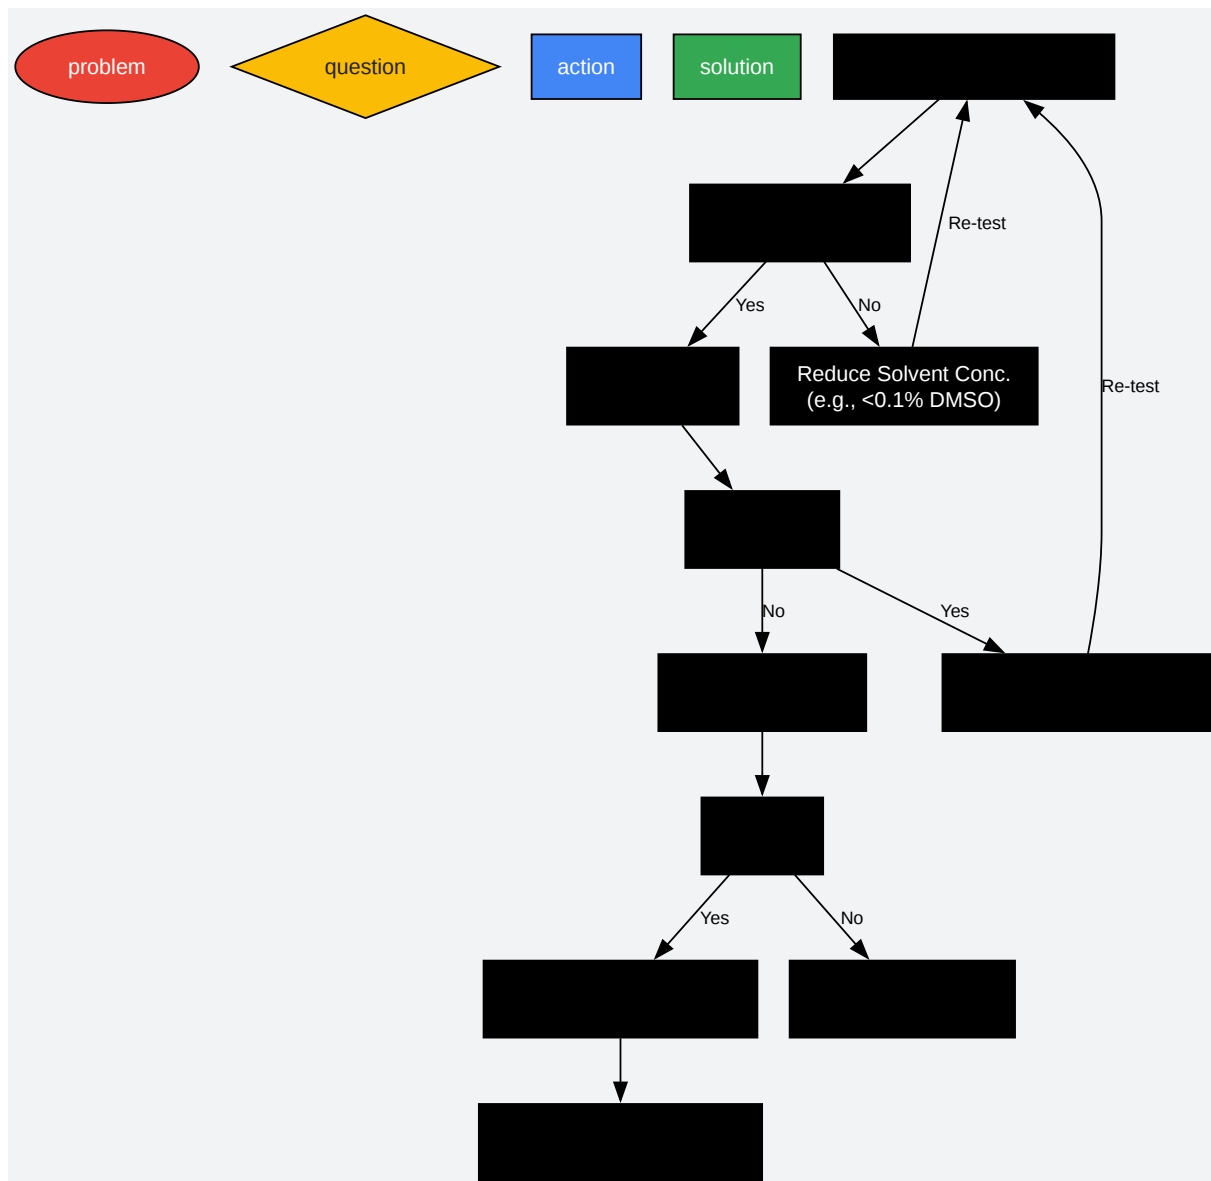 problem
question
action
solution
Re-test
Yes
No
Reduce Solvent Conc.
(e.g., <0.1% DMSO)
Re-test
No
Yes
Yes
No